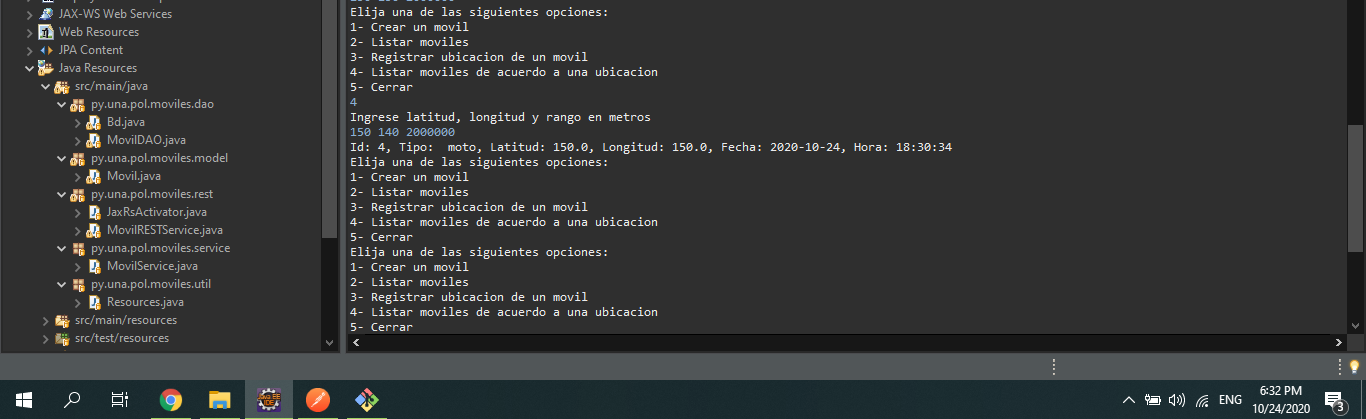 JAX-WS Web Services
Web Resources
JPA Content
Java Resources
src/main/java
py.una.pol.moviles.dao
Bd.java
MovilDAO.java
py.una.pol.moviles.model
Movil.java
py.una.pol.moviles.rest
JaxRsActivator.java
MovilRESTService.java
py.una.pol.moviles.service
MovilService.java
py.una.pol.moviles.util
Resources.java
src/main/resources
src/test/resources
Elija una de las siguientes opciones:
1- Crear un movil
2- Listar moviles
3- Registrar ubicacion de un movil
4- Listar moviles de acuerdo a una ubicacion
5- Cerrar
4
Ingrese latitud, longitud y rango en metros
150 140 2000000
Id: 4, Tipo:  moto, Latitud: 150.0, Longitud: 150.0, Fecha: 2020-10-24, Hora: 18:30:34
Elija una de las siguientes opciones:
1- Crear un movil
2- Listar moviles
3- Registrar ubicacion de un movil
4- Listar moviles de acuerdo a una ubicacion
5- Cerrar
Elija una de las siguientes opciones:
1- Crear un movil
2- Listar moviles
3- Registrar ubicacion de un movil
4- Listar moviles de acuerdo a una ubicacion
5- Cerrar
Java EE
IDE
ENG
6:32 PM
10/24/2020
3